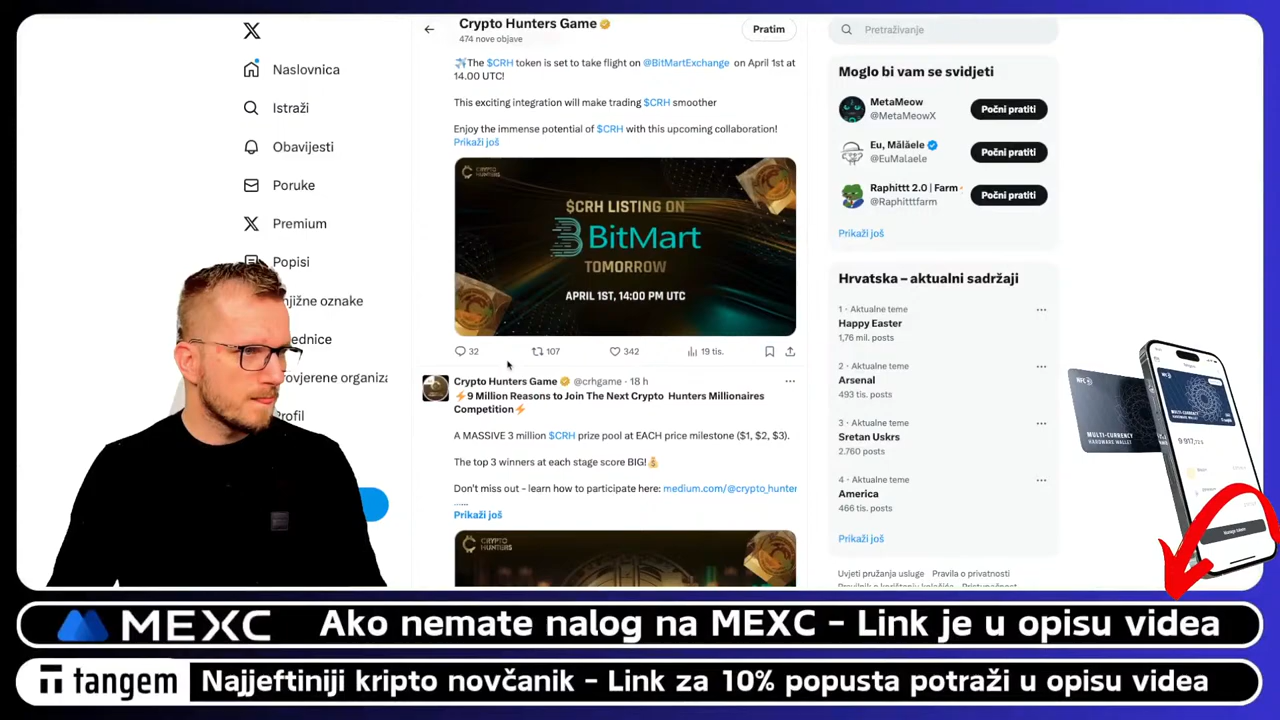 Naslovnica
Istraži
Obavijesti
Poruke
Premium
Popisi
njižne oznake
ednice
rovjerene organiza
Profil
Crypto Hunters Game
474 nove objave
Pratim
✈️The $CRH token is set to take flight on @BitMartExchange on April 1st at
14.00 UTC!
This exciting integration will make trading $CRH smoother
Enjoy the immense potential of $CRH with this upcoming collaboration!
Prikaži još
CRYPTO
HUNTERS
$CRH LISTING ON
BitMart
TOMORROW
APRIL 1ST, 14:00 PM UTC
32
107
342
19 tis.
Crypto Hunters Game @crhgame · 18 h
⚡9 Million Reasons to Join The Next Crypto Hunters Millionaires
Competition⚡
A MASSIVE 3 million $CRH prize pool at EACH price milestone ($1, $2, $3).
The top 3 winners at each stage score BIG!💰
Don't miss out - learn how to participate here: medium.com/@crypto_hunter
Prikaži još
CRYPTO
HUNTERS
Pretraživanje
Moglo bi vam se svidjeti
MetaMeow
@MetaMeowX
Počni pratiti
Eu, Mălăele
@EuMalaele
Počni pratiti
Raphittt 2.0 | Farm
@Raphitttfarm
Počni pratiti
Prikaži još
Hrvatska – aktualni sadržaji
1 · Aktualne teme
Happy Easter
1,76 mil. posts
2 · Aktualne teme
Arsenal
493 tis. posts
3 · Aktualne teme
Sretan Uskrs
2.760 posts
4 · Aktualne teme
America
466 tis. posts
Prikaži još
Uvjeti pružanja usluge Pravila o privatnosti
MULTI-CURRENCY
HARDWARE WALLET
MEXC Ako nemate nalog na MEXC - Link je u opisu videa
tangem Najjeftiniji kripto novčanik - Link za 10% popusta potraži u opisu videa